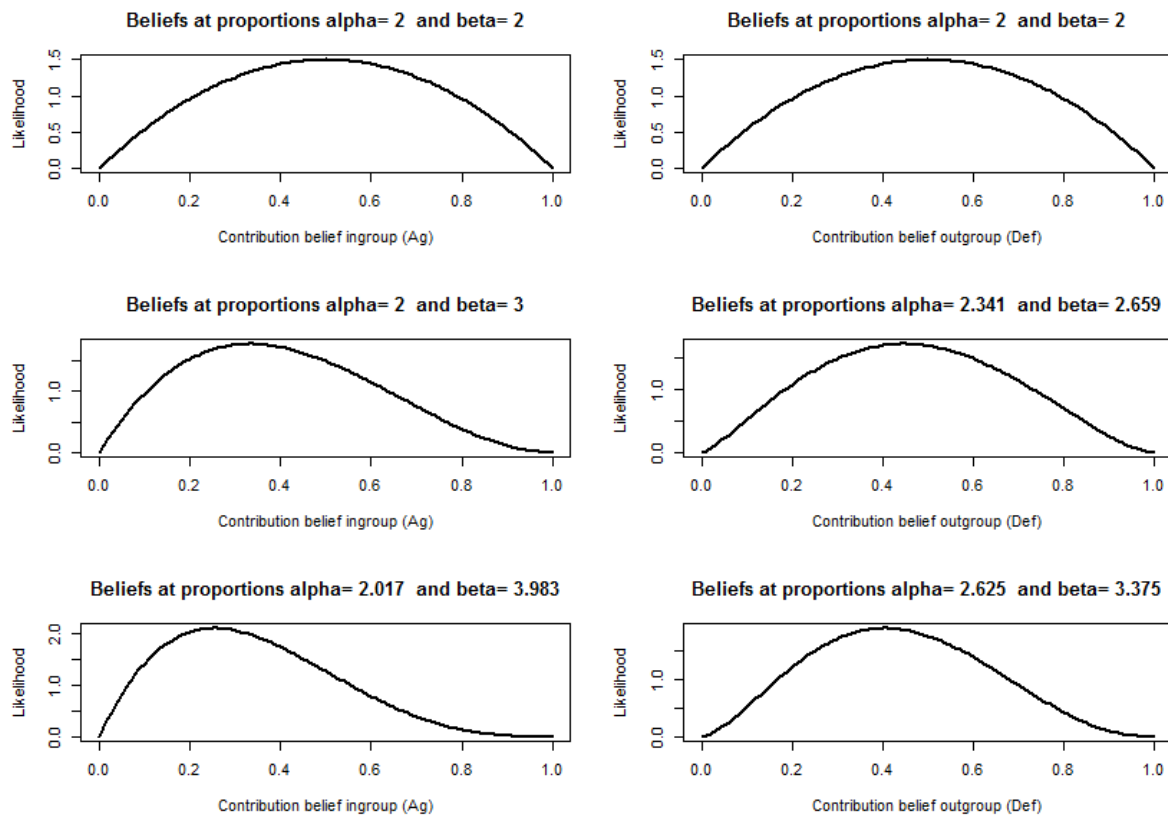 Beliefs at proportions alpha= 2 and beta= 2
Likelihood
0.0 0.5 1.0 1.5
0.0 0.2 0.4 0.6 0.8 1.0
Contribution belief ingroup (Ag)
Beliefs at proportions alpha= 2 and beta= 2
Likelihood
0.0 0.5 1.0 1.5
0.0 0.2 0.4 0.6 0.8 1.0
Contribution belief outgroup (Def)
Beliefs at proportions alpha= 2 and beta= 3
Likelihood
0.0 1.0
0.0 0.2 0.4 0.6 0.8 1.0
Contribution belief ingroup (Ag)
Beliefs at proportions alpha= 2.341 and beta= 2.659
Likelihood
0.0 1.0
0.0 0.2 0.4 0.6 0.8 1.0
Contribution belief outgroup (Def)
Beliefs at proportions alpha= 2.017 and beta= 3.983
Likelihood
0.0 1.0 2.0
0.0 0.2 0.4 0.6 0.8 1.0
Contribution belief ingroup (Ag)
Beliefs at proportions alpha= 2.625 and beta= 3.375
Likelihood
0.0 1.0
0.0 0.2 0.4 0.6 0.8 1.0
Contribution belief outgroup (Def)